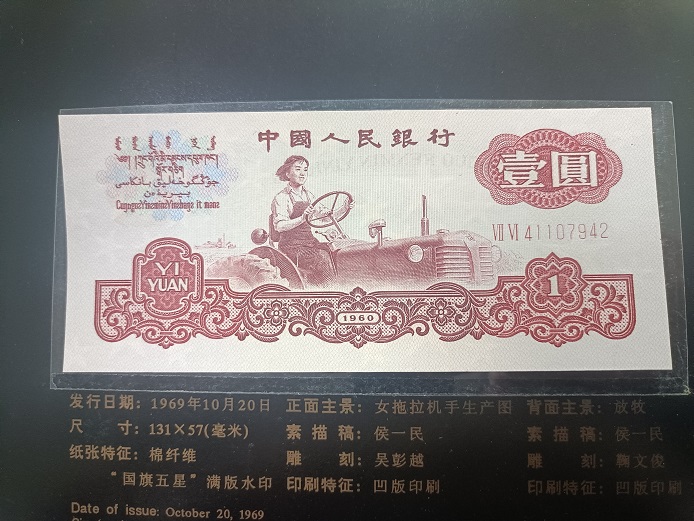 中國人民銀行
壹圓
VII VI 41107942
YI
YUAN
1
1960
发行日期：1969年10月20日 正面主景：女拖拉机手生产图 背面主景：放牧
尺 寸：131×57(毫米) 素 描 稿：侯一民 素 描 稿：侯一民
纸张特征：棉纤维 雕 刻：吴彭越 雕 刻：鞠文俊
"国旗五星"满版水印 印刷特征：凹版印刷 印刷特征：凹版印刷
Date of issue: October 20, 1969